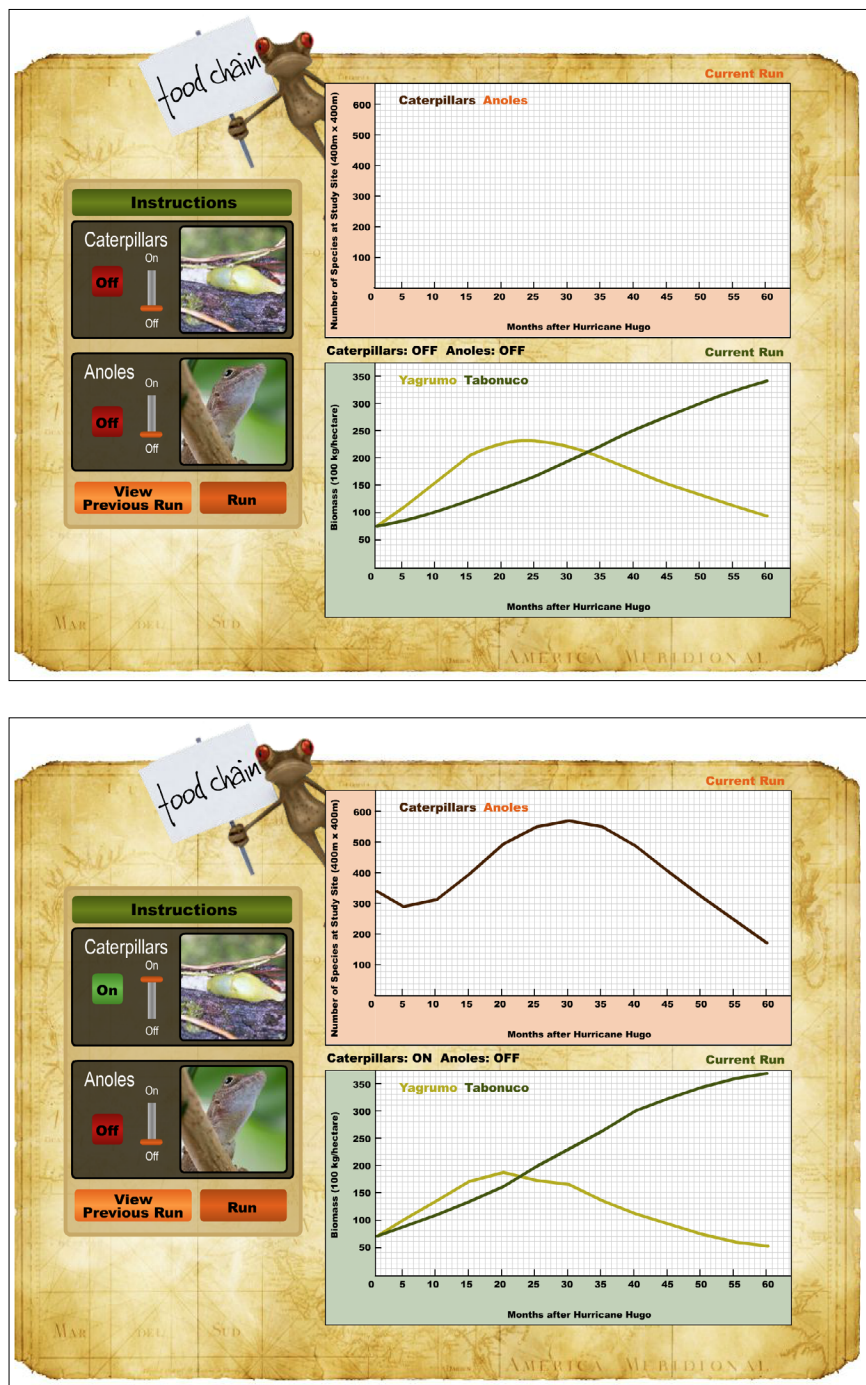 food chain
Current Run
Caterpillars Anoles
Number of Species at Study Site (400m x 400m)
600
500
400
300
200
100
0 5 10 15 20 25 30 35 40 45 50 55 60
Months after Hurricane Hugo
Instructions
Caterpillars
On
Off
Off
Anoles
On
Off
Off
View
Previous Run
Run
Caterpillars: OFF Anoles: OFF
Current Run
Yagrumo Tabonuco
Biomass (100 kg/hectare)
350
300
250
200
150
100
50
0 5 10 15 20 25 30 35 40 45 50 55 60
Months after Hurricane Hugo
MAR DEL SUD
AMERICA MERIDIONAL
food chain
Current Run
Caterpillars Anoles
Number of Species at Study Site (400m x 400m)
600
500
400
300
200
100
0 5 10 15 20 25 30 35 40 45 50 55 60
Months after Hurricane Hugo
Instructions
Caterpillars
On
On
Off
Anoles
On
Off
Off
View
Previous Run
Run
Caterpillars: ON Anoles: OFF
Current Run
Yagrumo Tabonuco
Biomass (100 kg/hectare)
350
300
250
200
150
100
50
0 5 10 15 20 25 30 35 40 45 50 55 60
Months after Hurricane Hugo
MAR DEL SUD
AMERICA MERIDIONAL